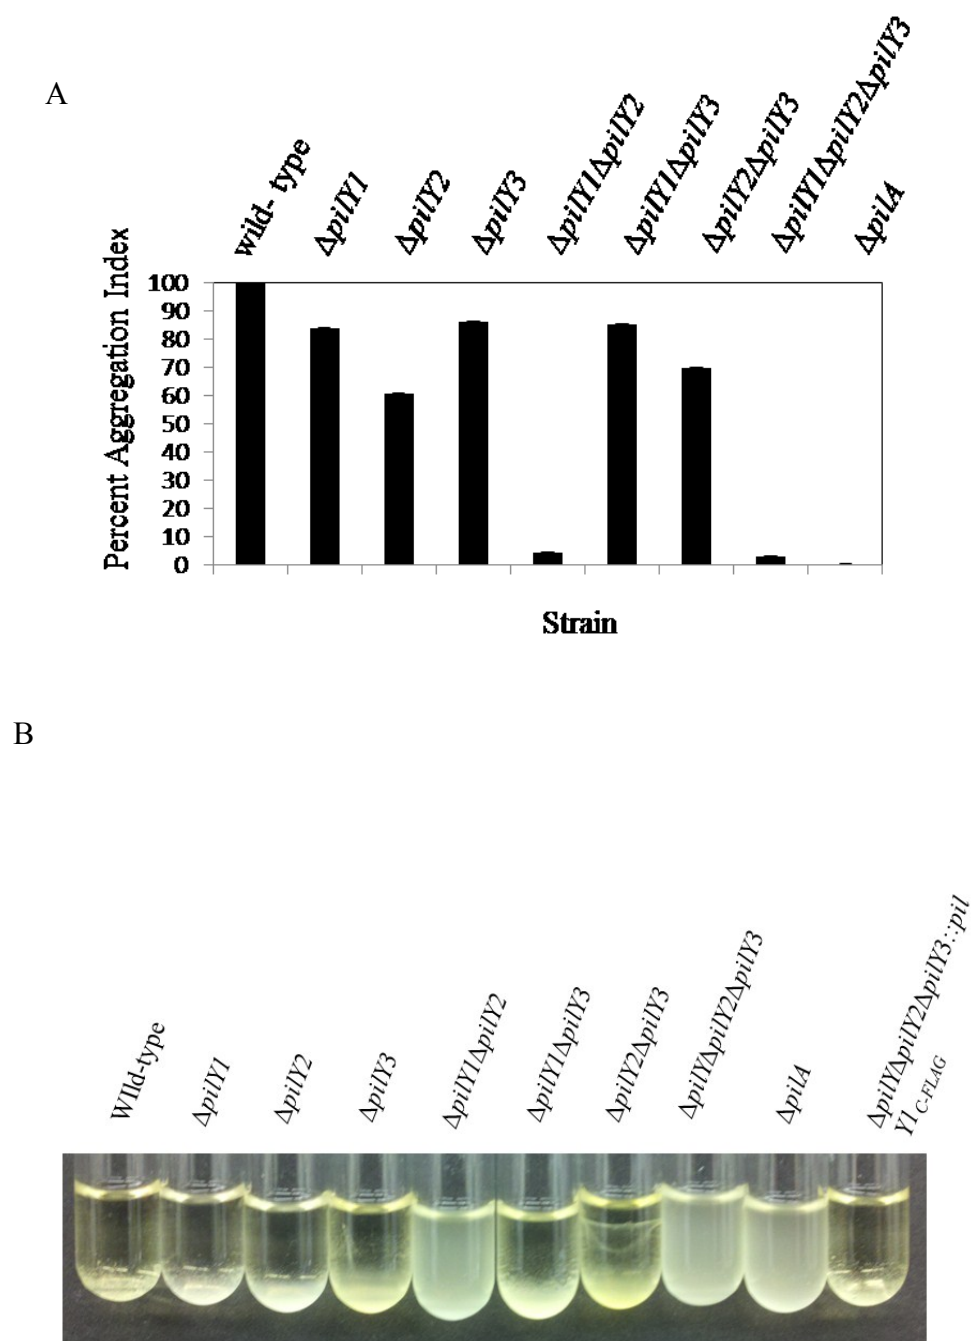 A
wild- type
ΔpilY1
ΔpilY2
ΔpilY3
ΔpilY1ΔpilY2
ΔpilY1ΔpilY3
ΔpilY2ΔpilY3
ΔpilY1ΔpilY2ΔpilY3
ΔpilA
Percent Aggregation Index
100
90
80
70
60
50
40
30
20
10
0
Strain
B
WIld-type
ΔpilY1
ΔpilY2
ΔpilY3
ΔpilY1ΔpilY2
ΔpilY1ΔpilY3
ΔpilY2ΔpilY3
ΔpilYΔpilY2ΔpilY3
ΔpilA
ΔpilYΔpilY2ΔpilY3::pil
Y1 C-FLAG